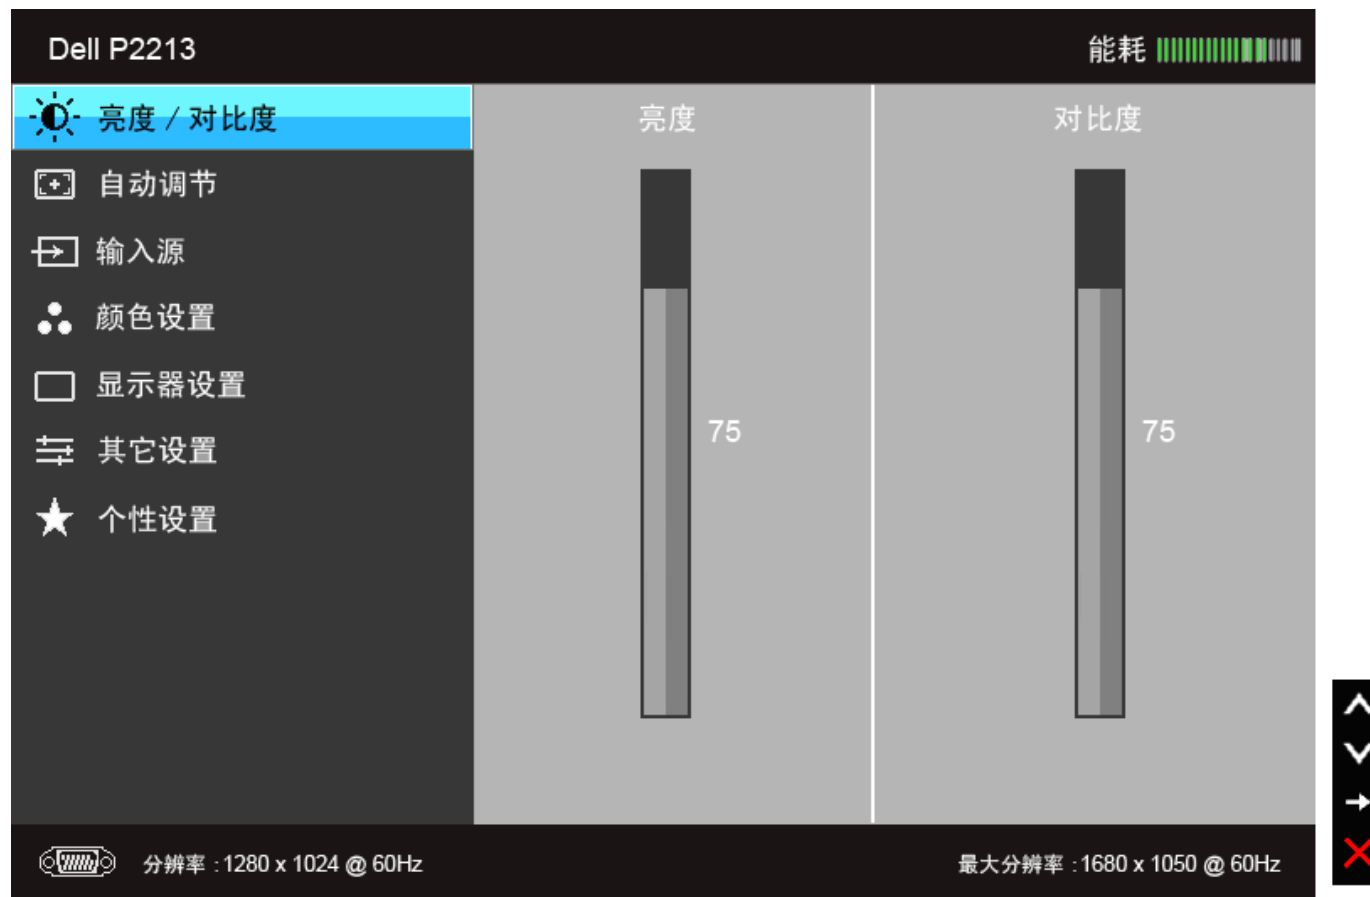 Dell P2213
能耗
亮度 / 对比度
自动调节
输入源
颜色设置
显示器设置
其它设置
个性设置
亮度
75
对比度
75
分辨率 :1280 x 1024 @ 60Hz
最大分辨率 :1680 x 1050 @ 60Hz